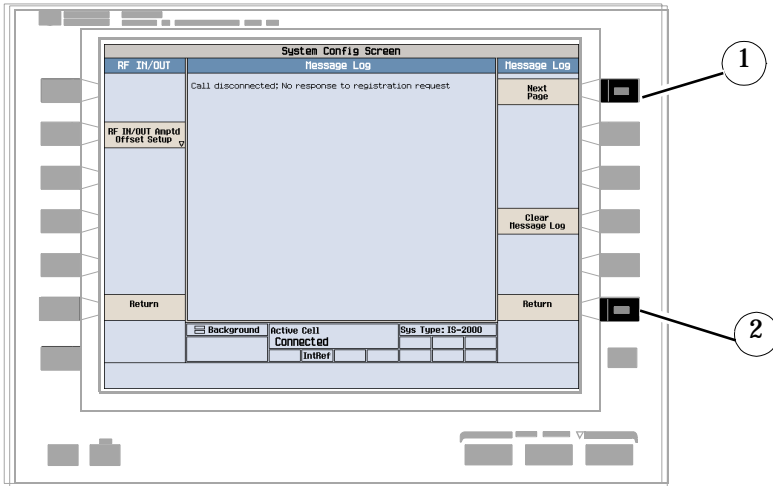 System Config Screen
RF IN/OUT
Message Log
Message Log
Call disconnected: No response to registration request
Next
Page
RF IN/OUT Amptd
Offset Setup
Clear
Message Log
Return
Return
Background
Active Cell
Sys Type: IS-2000
Connected
IntRef
1
2